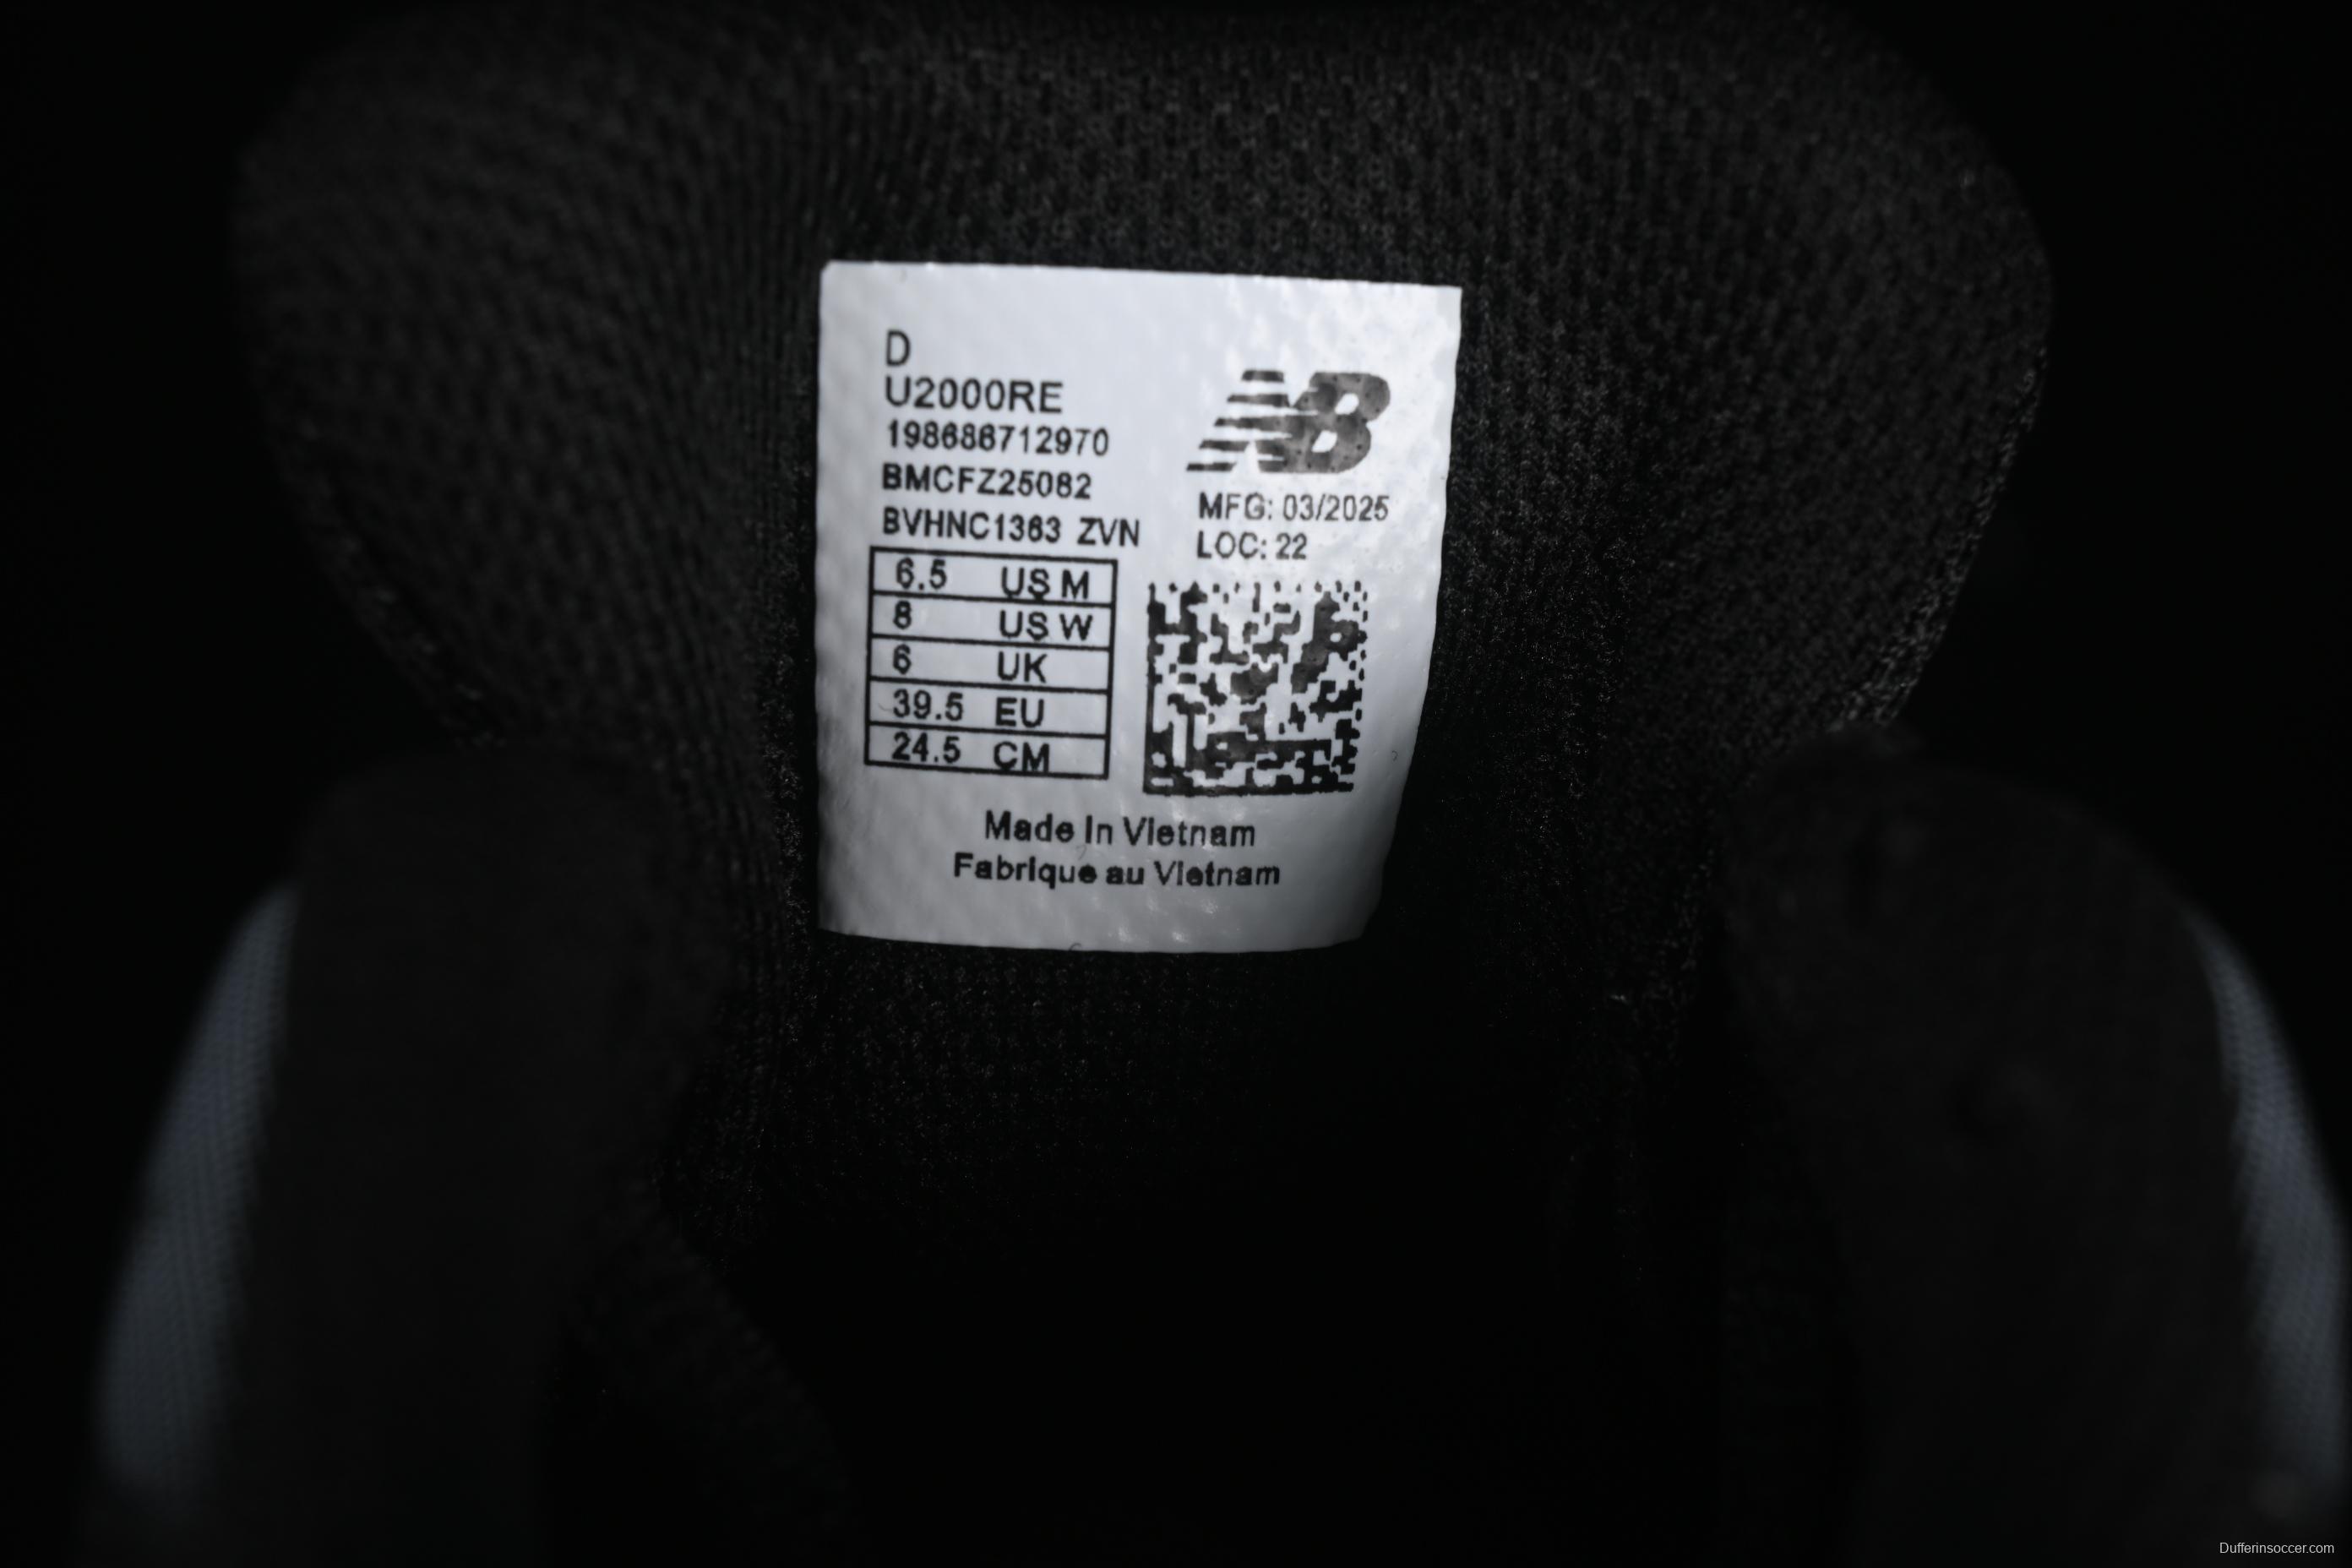 D
U2000RE
198686712970
BMCFZ25082
BVHNC1363 ZVN
NB
MFG: 03/2025
LOC: 22
6.5 US M
8 US W
6 UK
39.5 EU
24.5 CM
Made In Vietnam
Fabrique au Vietnam
Dufferinsoccer.com